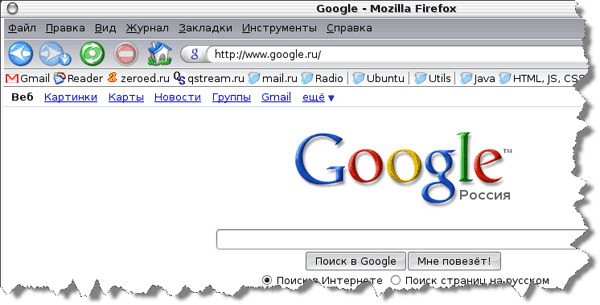 Google - Mozilla Firefox
Файл Правка Вид Журнал Закладки Инструменты Справка
g http://www.google.ru/
Gmail Reader zeroed.ru qstream.ru mail.ru Radio Ubuntu Utils Java HTML, JS, CSS
Веб Картинки Карты Новости Группы Gmail ещё ▼
Google™
Россия
Поиск в Google Мне повезёт!
Поиск в Интернете Поиск страниц на русском